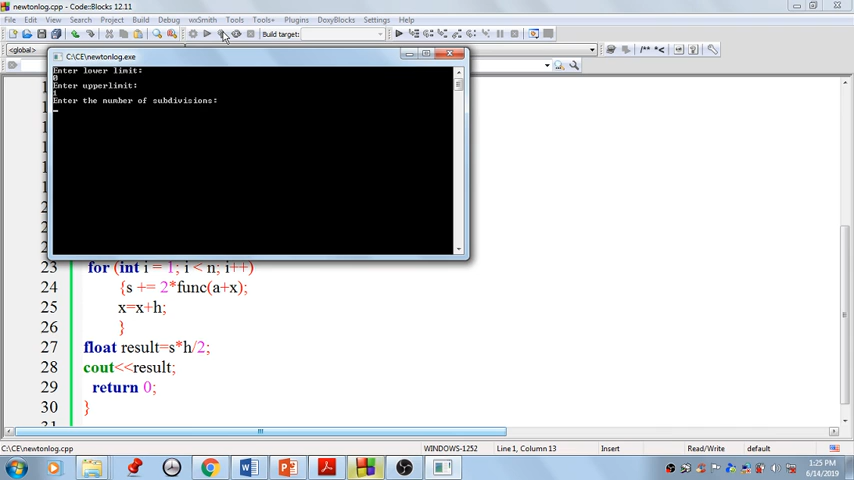 newtonlog.cpp - Code::Blocks 12.11
File Edit View Search Project Build Debug wxSmith Tools Tools+ Plugins DoxyBlocks Settings Help
Build target:
<global>
C:\CE\newtonlog.exe
Enter lower limit:
0
Enter upperlimit:
1
Enter the number of subdivisions:
23 for (int i = 1; i < n; i++)
24 {s += 2*func(a+x);
25 x=x+h;
26 }
27 float result=s*h/2;
28 cout<<result;
29 return 0;
30 }
31
C:\CE\newtonlog.cpp WINDOWS-1252 Line 1, Column 13 Insert Read/Write default
1:25 PM
6/14/2019